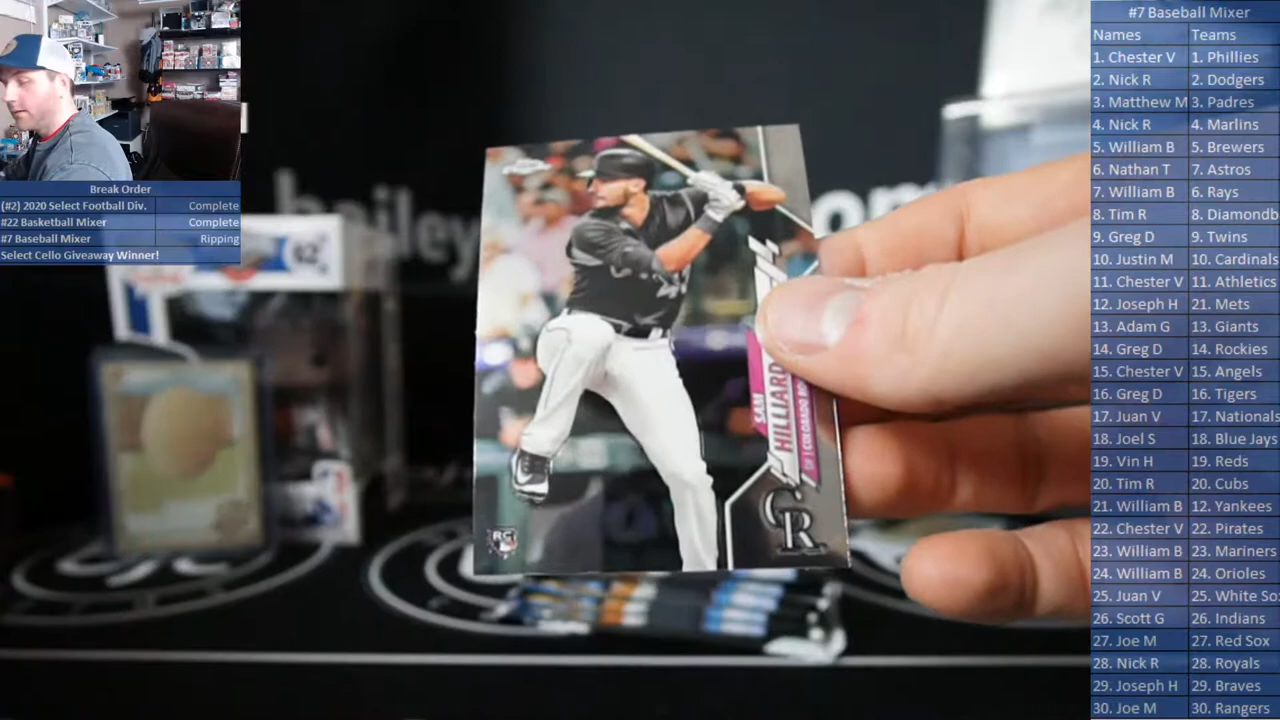 Break Order
(#2) 2020 Select Football Div. Complete
#22 Basketball Mixer Complete
#7 Baseball Mixer Ripping
Select Cello Giveaway Winner!
bailey
om
Chrome
SAM
HILLIARD
OF | COLORADO
CR
RC
#7 Baseball Mixer
Names Teams
1. Chester V 1. Phillies
2. Nick R 2. Dodgers
3. Matthew M 3. Padres
4. Nick R 4. Marlins
5. William B 5. Brewers
6. Nathan T 7. Astros
7. William B 6. Rays
8. Tim R 8. Diamondb
9. Greg D 9. Twins
10. Justin M 10. Cardinals
11. Chester V 11. Athletics
12. Joseph H 21. Mets
13. Adam G 13. Giants
14. Greg D 14. Rockies
15. Chester V 15. Angels
16. Greg D 16. Tigers
17. Juan V 17. Nationals
18. Joel S 18. Blue Jays
19. Vin H 19. Reds
20. Tim R 20. Cubs
21. William B 12. Yankees
22. Chester V 22. Pirates
23. William B 23. Mariners
24. William B 24. Orioles
25. Juan V 25. White So
26. Scott G 26. Indians
27. Joe M 27. Red Sox
28. Nick R 28. Royals
29. Joseph H 29. Braves
30. Joe M 30. Rangers